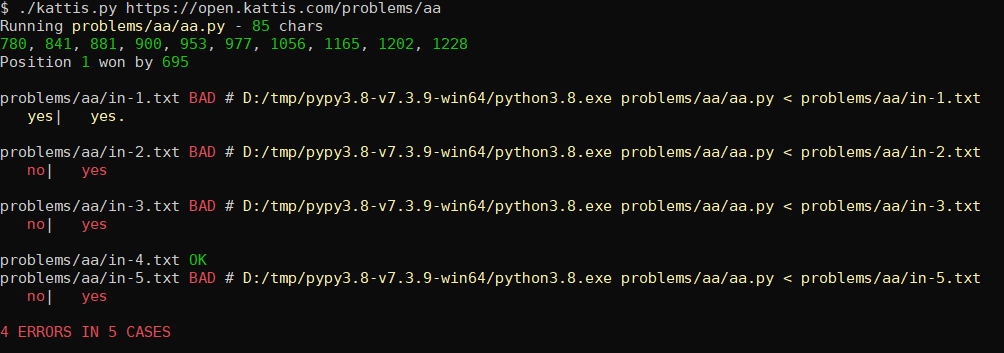 $ ./kattis.py https://open.kattis.com/problems/aa
Running problems/aa/aa.py - 85 chars
780, 841, 881, 900, 953, 977, 1056, 1165, 1202, 1228
Position 1 won by 695
problems/aa/in-1.txt BAD # D:/tmp/pypy3.8-v7.3.9-win64/python3.8.exe problems/aa/aa.py < problems/aa/in-1.txt
yes|   yes.
problems/aa/in-2.txt BAD # D:/tmp/pypy3.8-v7.3.9-win64/python3.8.exe problems/aa/aa.py < problems/aa/in-2.txt
no|   yes
problems/aa/in-3.txt BAD # D:/tmp/pypy3.8-v7.3.9-win64/python3.8.exe problems/aa/aa.py < problems/aa/in-3.txt
no|   yes
problems/aa/in-4.txt OK
problems/aa/in-5.txt BAD # D:/tmp/pypy3.8-v7.3.9-win64/python3.8.exe problems/aa/aa.py < problems/aa/in-5.txt
no|   yes
4 ERRORS IN 5 CASES